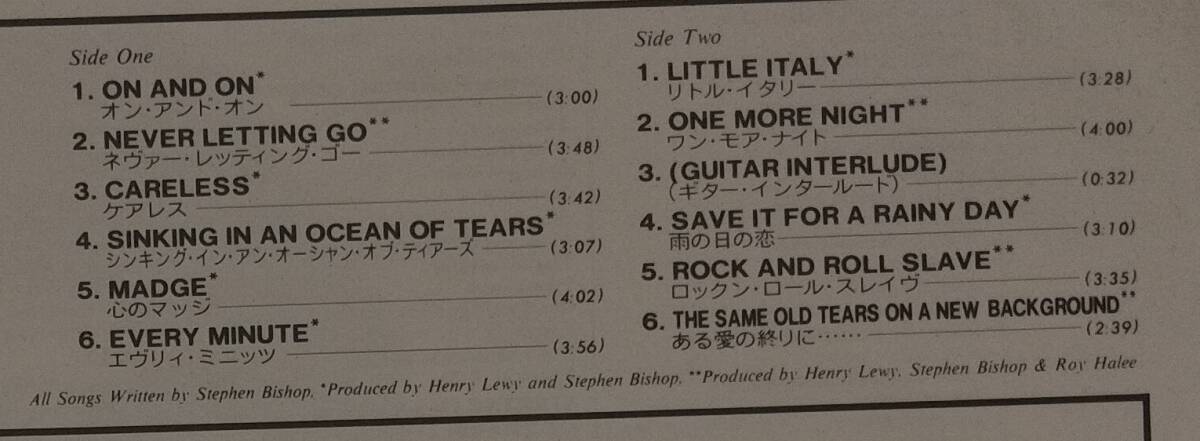 Side One
1. ON AND ON* (3:00)
オン・アンド・オン
2. NEVER LETTING GO** (3:48)
ネヴァー・レッティング・ゴー
3. CARELESS* (3:42)
ケアレス
4. SINKING IN AN OCEAN OF TEARS* (3:07)
シンキング・イン・アン・オーシャン・オブ・ティアーズ
5. MADGE* (4:02)
心のマッジ
6. EVERY MINUTE* (3:56)
エヴリィ・ミニッツ
Side Two
1. LITTLE ITALY* (3:28)
リトル・イタリー
2. ONE MORE NIGHT** (4:00)
ワン・モア・ナイト
3. (GUITAR INTERLUDE) (0:32)
(ギター・インタールード)
4. SAVE IT FOR A RAINY DAY* (3:10)
雨の日の恋
5. ROCK AND ROLL SLAVE** (3:35)
ロックン・ロール・スレイヴ
6. THE SAME OLD TEARS ON A NEW BACKGROUND** (2:39)
ある愛の終りに……
All Songs Written by Stephen Bishop, *Produced by Henry Lewy and Stephen Bishop, **Produced by Henry Lewy, Stephen Bishop & Roy Halee